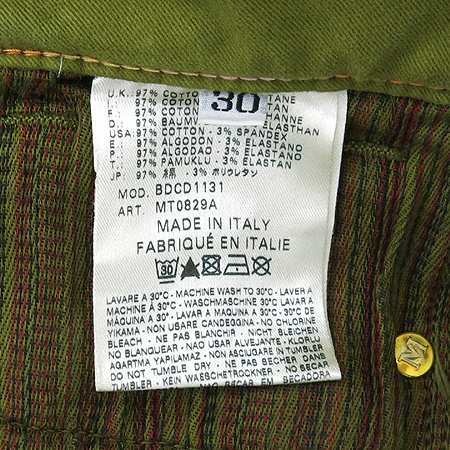 U.K.: 97% COTTO 30 TANE
I.: 97% COTON TAN
F.: 97% COTON HANNE
D.: 97% BAUMW ELASTHAN
USA: 97% COTTON - 3% SPANDEX
E.: 97% ALGODON - 3% ELASTANO
P.: 97% ALGODAO - 3% ELASTANO
T.: 97% PAMUKLU - 3% ELASTAN
JP.: 97% 綿 - 3% ポリウレタン
MOD. BDCD1131
ART. MT0829A
MADE IN ITALY
FABRIQUÉ EN ITALIE
30
LAVARE A 30°C - MACHINE WASH TO 30°C - LAVER A
MACHINE A 30°C - WASCHMASCHINE 30°C - LAVAR A
MÁQUINA A 30° - LAVAR A MAQUINA A 30°C - 30°C DE
YIKAMA - NON USARE CANDEGGINA - NO CHLORINE
BLEACH - NE PAS BLANCHIR - NICHT BLEICHEN
NO BLANQUEAR - NÃO USAR ALVEJANTE - KLORLU
AGARTMA YAPILAMAZ - NON ASCIUGARE IN TUMBLER
DO NOT TUMBLE DRY - NE PAS SECHER DANS
TUMBLER - KEIN WAESCHETROCKNER - NO SECAR
EM SECADORA
M